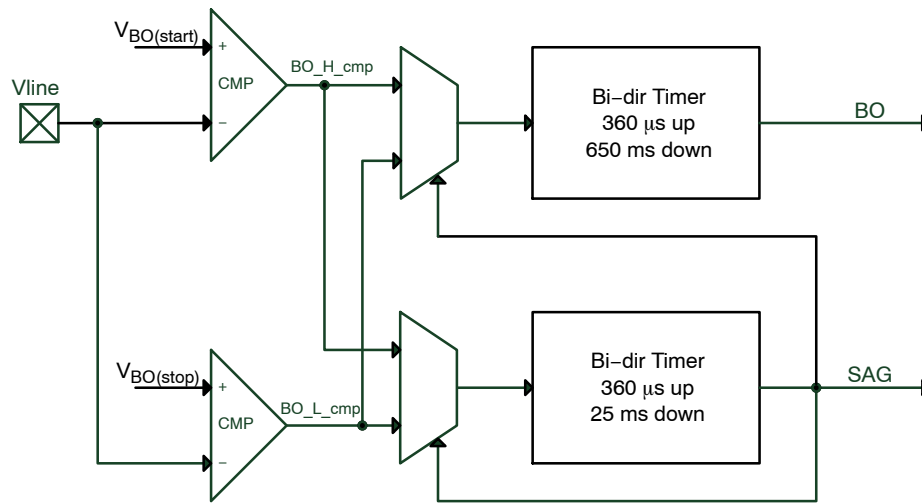 VBO(start)
+
CMP
−
BO_H_cmp
Vline
Bi−dir Timer
360 μs up
650 ms down
BO
VBO(stop)
+
CMP
−
BO_L_cmp
Bi−dir Timer
360 μs up
25 ms down
SAG